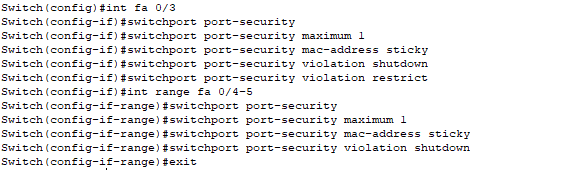 Switch(config)#int fa 0/3
Switch(config-if)#switchport port-security
Switch(config-if)#switchport port-security maximum 1
Switch(config-if)#switchport port-security mac-address sticky
Switch(config-if)#switchport port-security violation shutdown
Switch(config-if)#switchport port-security violation restrict
Switch(config-if)#int range fa 0/4-5
Switch(config-if-range)#switchport port-security
Switch(config-if-range)#switchport port-security maximum 1
Switch(config-if-range)#switchport port-security mac-address sticky
Switch(config-if-range)#switchport port-security violation shutdown
Switch(config-if-range)#exit